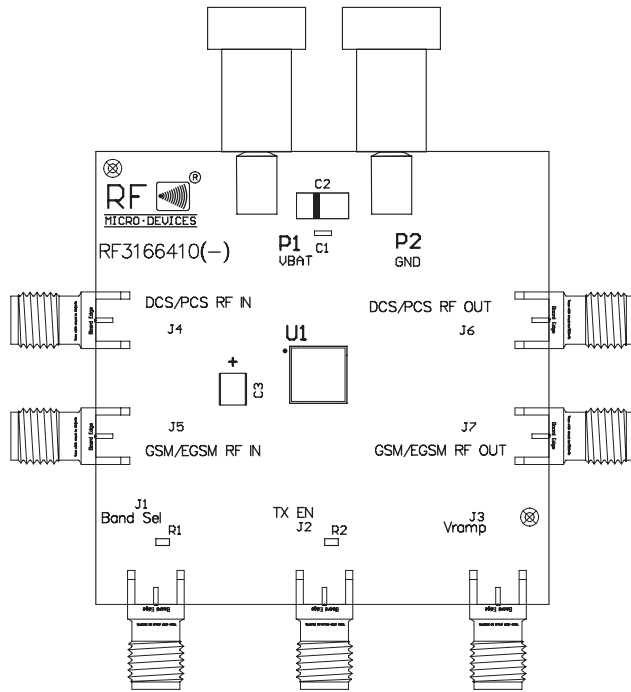 RF ®
MICRO·DEVICES
RF3166410(-)
C2
C1
P1
VBAT
P2
GND
DCS/PCS RF IN
J4
DCS/PCS RF OUT
J6
U1
+
C3
J5
GSM/EGSM RF IN
J7
GSM/EGSM RF OUT
J1
Band Sel
R1
TX EN
J2
R2
J3
Vramp
Board Edge
Board Edge
Board Edge
Board Edge
Board Edge
Board Edge
Board Edge